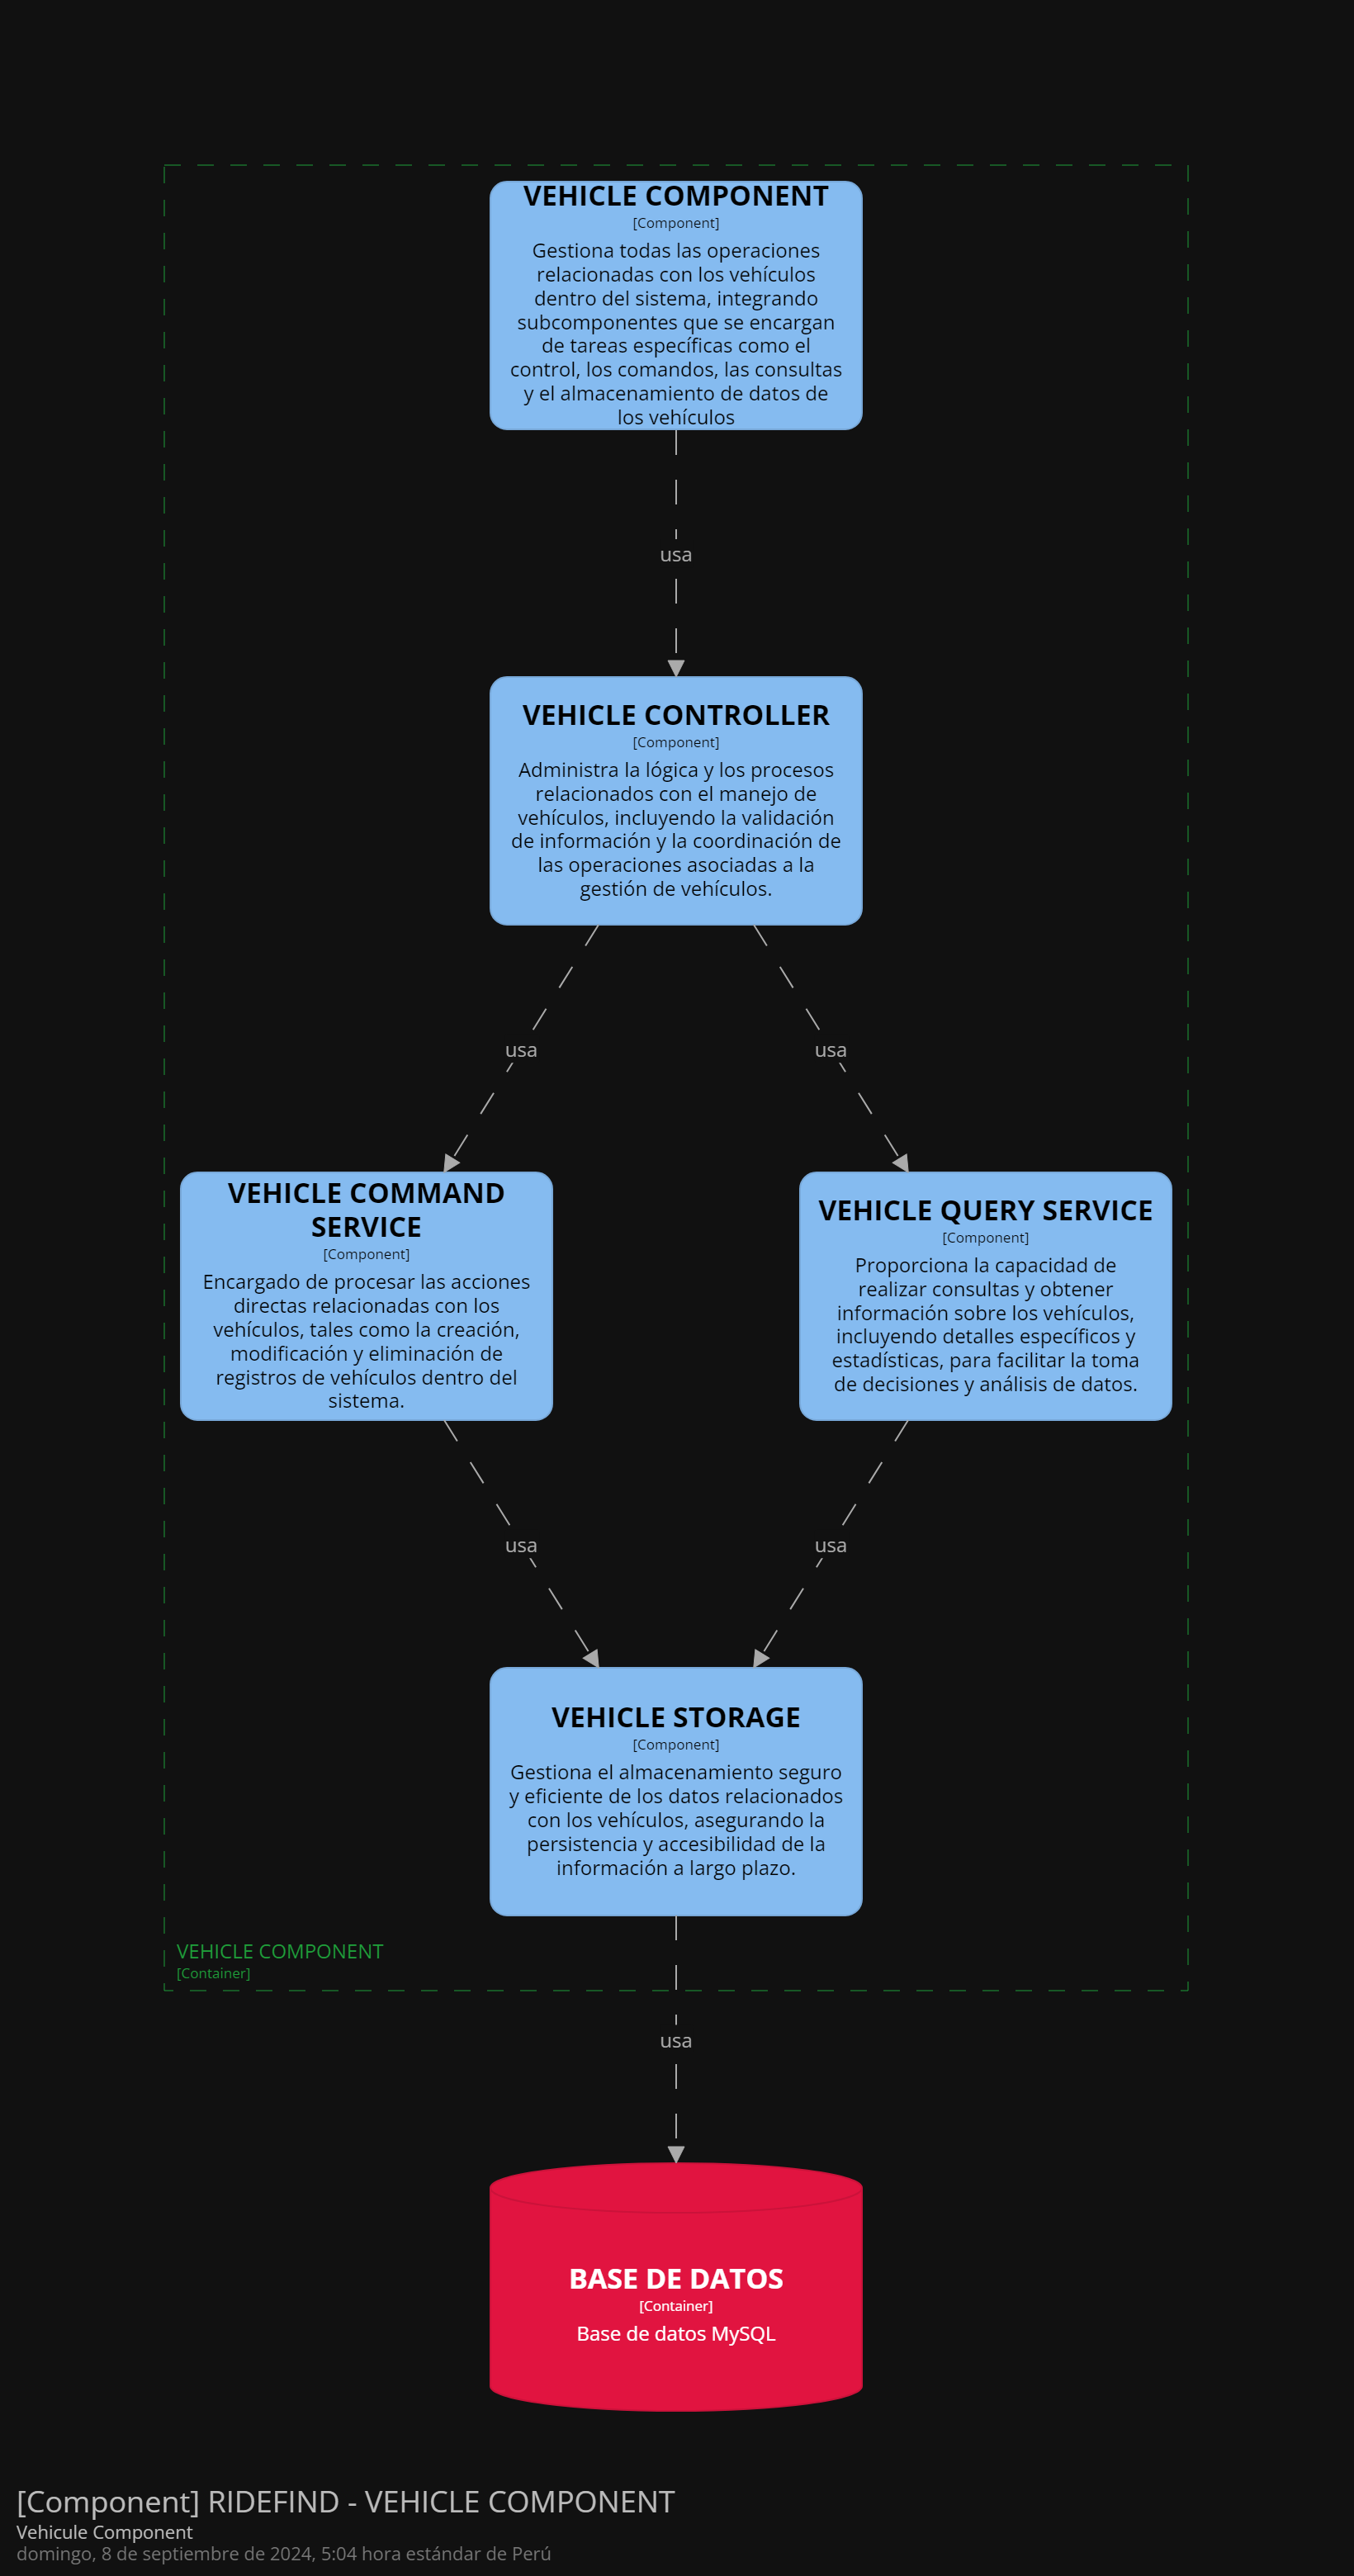 VEHICLE COMPONENT
[Component]
Gestiona todas las operaciones
relacionadas con los vehículos
dentro del sistema, integrando
subcomponentes que se encargan
de tareas específicas como el
control, los comandos, las consultas
y el almacenamiento de datos de
los vehículos
usa
VEHICLE CONTROLLER
[Component]
Administra la lógica y los procesos
relacionados con el manejo de
vehículos, incluyendo la validación
de información y la coordinación de
las operaciones asociadas a la
gestión de vehículos.
usa
usa
VEHICLE COMMAND
SERVICE
[Component]
Encargado de procesar las acciones
directas relacionadas con los
vehículos, tales como la creación,
modificación y eliminación de
registros de vehículos dentro del
sistema.
VEHICLE QUERY SERVICE
[Component]
Proporciona la capacidad de
realizar consultas y obtener
información sobre los vehículos,
incluyendo detalles específicos y
estadísticas, para facilitar la toma
de decisiones y análisis de datos.
usa
usa
VEHICLE STORAGE
[Component]
Gestiona el almacenamiento seguro
y eficiente de los datos relacionados
con los vehículos, asegurando la
persistencia y accesibilidad de la
información a largo plazo.
VEHICLE COMPONENT
[Container]
usa
BASE DE DATOS
[Container]
Base de datos MySQL
[Component] RIDEFIND - VEHICLE COMPONENT
Vehicule Component
domingo, 8 de septiembre de 2024, 5:04 hora estándar de Perú